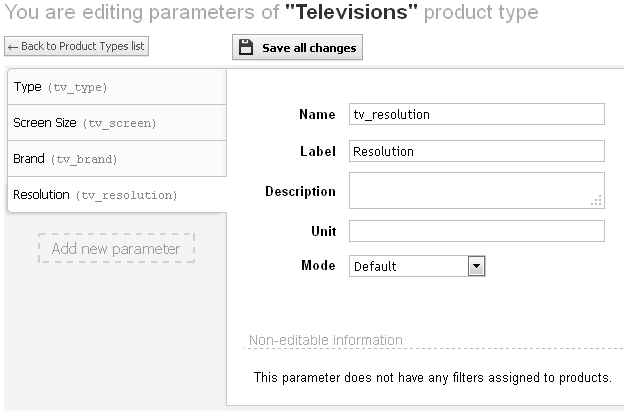 You are editing parameters of "Televisions" product type
← Back to Product Types list
Save all changes
Type (tv_type)
Screen Size (tv_screen)
Brand (tv_brand)
Resolution (tv_resolution)
Add new parameter
Name tv_resolution
Label Resolution
Description
Unit
Mode Default
Non-editable information
This parameter does not have any filters assigned to products.